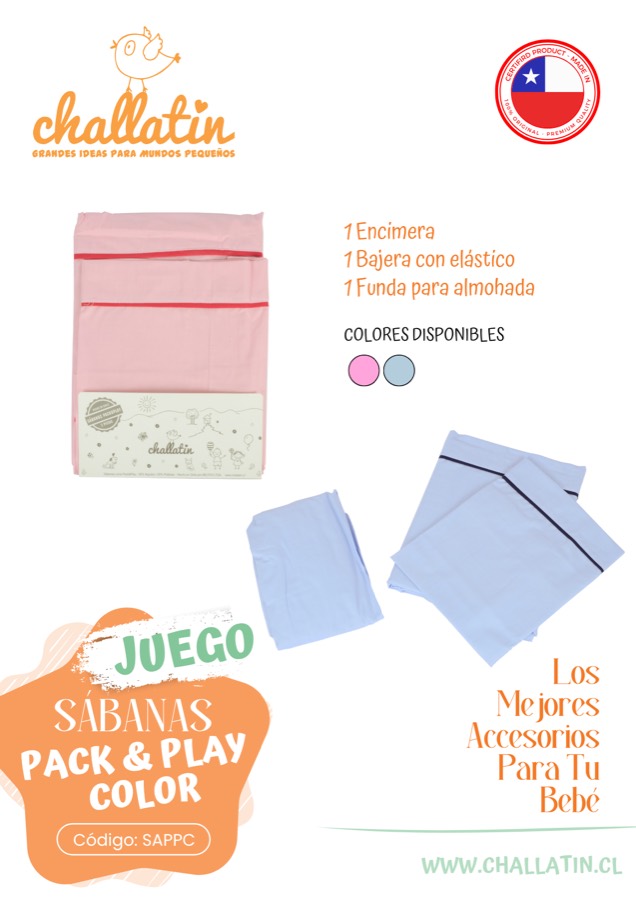 challatin
GRANDES IDEAS PARA MUNDOS PEQUEÑOS
CERTIFIRD PRODUCT - MADE IN
100% ORIGINAL - PREMIUM QUALITY
1 Encimera
1 Bajera con elástico
1 Funda para almohada
COLORES DISPONIBLES
challatin
JUEGO
SÁBANAS
PACK & PLAY
COLOR
Código: SAPPC
Los
Mejores
Accesorios
Para Tu
Bebé
WWW.CHALLATIN.CL